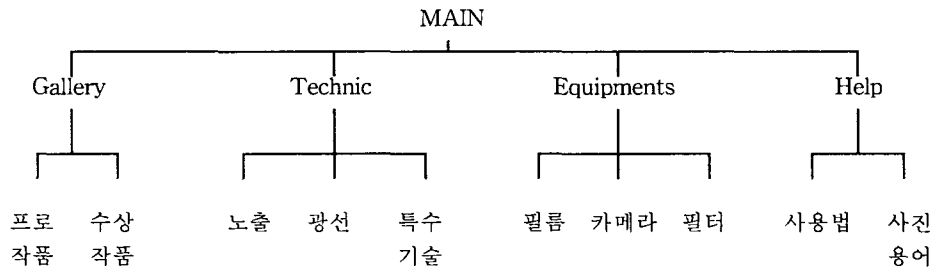 MAIN
Gallery Technic Equipments Help
프로 수상 노출 광선 특수 필름 카메라 필터 사용법 사진
작품 작품 기술 용어